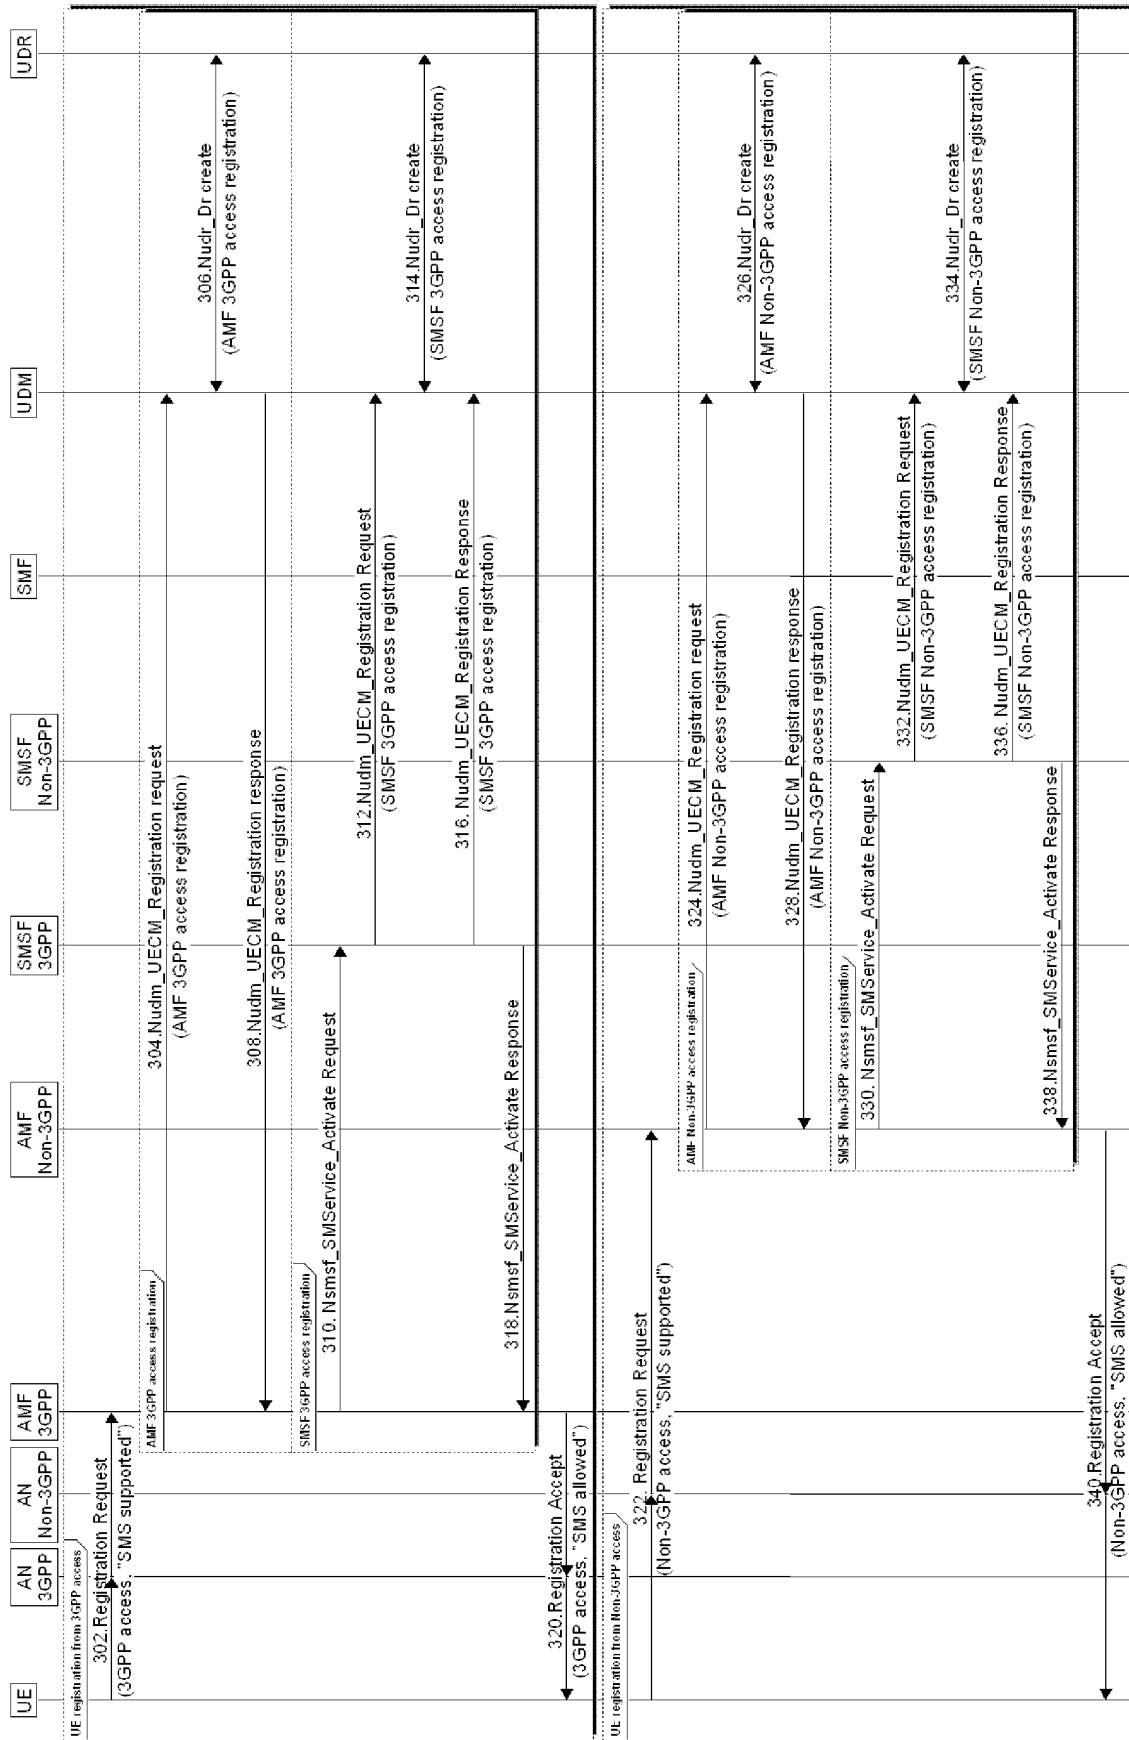 UE
AN
3GPP
AN
Non-3GPP
AMF
3GPP
AMF
Non-3GPP
SMSF
3GPP
SMSF
Non-3GPP
SMF
UDM
UDR
UE registration from 3GPP access
302.Registration Request
(3GPP access, "SMS supported")
AMF 3GPP access registration
304.Nudm_UECM_Registration request
(AMF 3GPP access registration)
306.Nudr_Dr create
(AMF 3GPP access registration)
308.Nudm_UECM_Registration response
(AMF 3GPP access registration)
SMSF 3GPP access registration
310. Nsmsf_SMService_Activate Request
312.Nudm_UECM_Registration Request
(SMSF 3GPP access registration)
314.Nudr_Dr create
(SMSF 3GPP access registration)
316. Nudm_UECM_Registration Response
(SMSF 3GPP access registration)
318.Nsmsf_SMService_Activate Response
320.Registration Accept
(3GPP access, "SMS allowed")
UE registration from Non-3GPP access
322. Registration Request
(Non-3GPP access, "SMS supported")
AMF Non-3GPP access registration
324.Nudm_UECM_Registration request
(AMF Non-3GPP access registration)
326.Nudr_Dr create
(AMF Non-3GPP access registration)
328.Nudm_UECM_Registration response
(AMF Non-3GPP access registration)
SMSF Non-3GPP access registration
330. Nsmsf_SMService_Activate Request
332.Nudm_UECM_Registration Request
(SMSF Non-3GPP access registration)
334.Nudr_Dr create
(SMSF Non-3GPP access registration)
336. Nudm_UECM_Registration Response
(SMSF Non-3GPP access registration)
338.Nsmsf_SMService_Activate Response
340.Registration Accept
(Non-3GPP access, "SMS allowed")